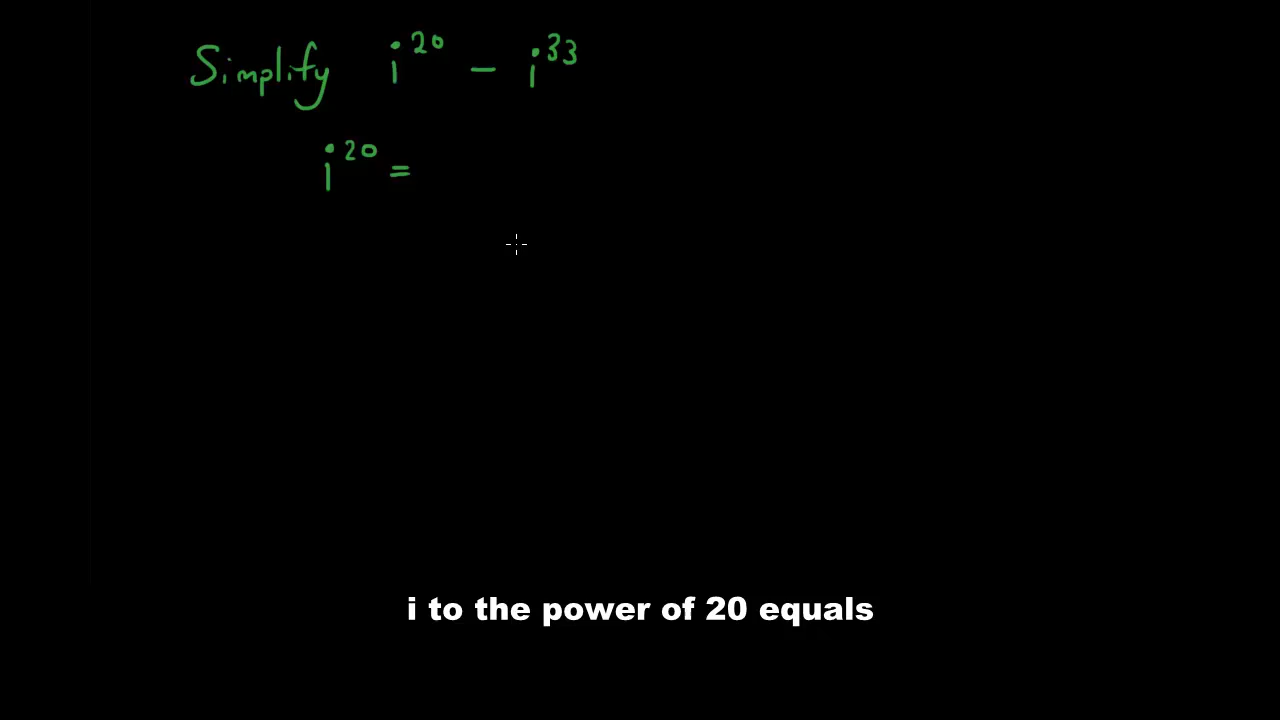 Simplify i²⁰ - i³³
i²⁰ =
i to the power of 20 equals